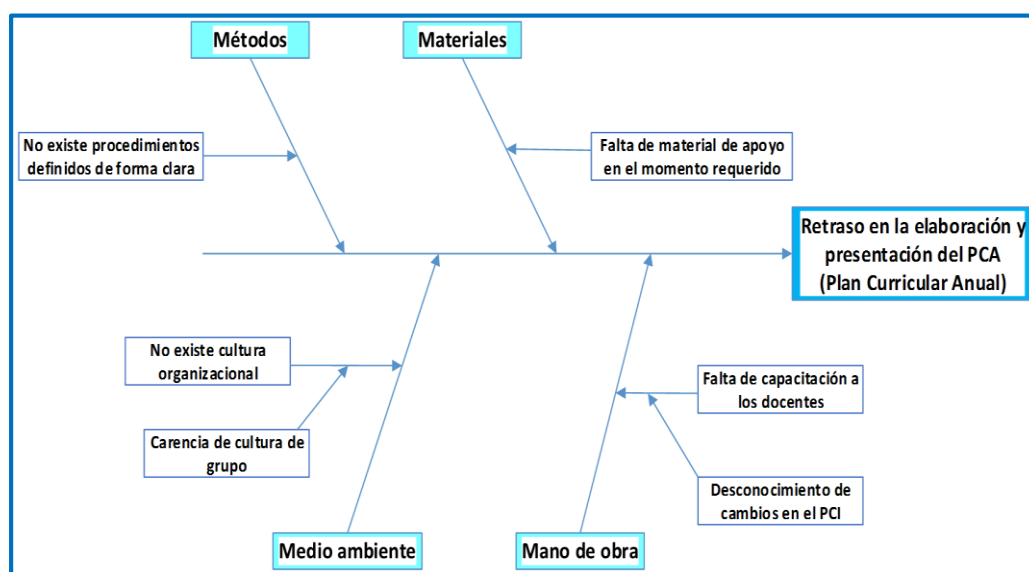 Métodos
Materiales
No existe procedimientos
definidos de forma clara
Falta de material de apoyo
en el momento requerido
Retraso en la elaboración y
presentación del PCA
(Plan Curricular Anual)
No existe cultura
organizacional
Falta de capacitación a
los docentes
Carencia de cultura de
grupo
Desconocimiento de
cambios en el PCI
Medio ambiente
Mano de obra